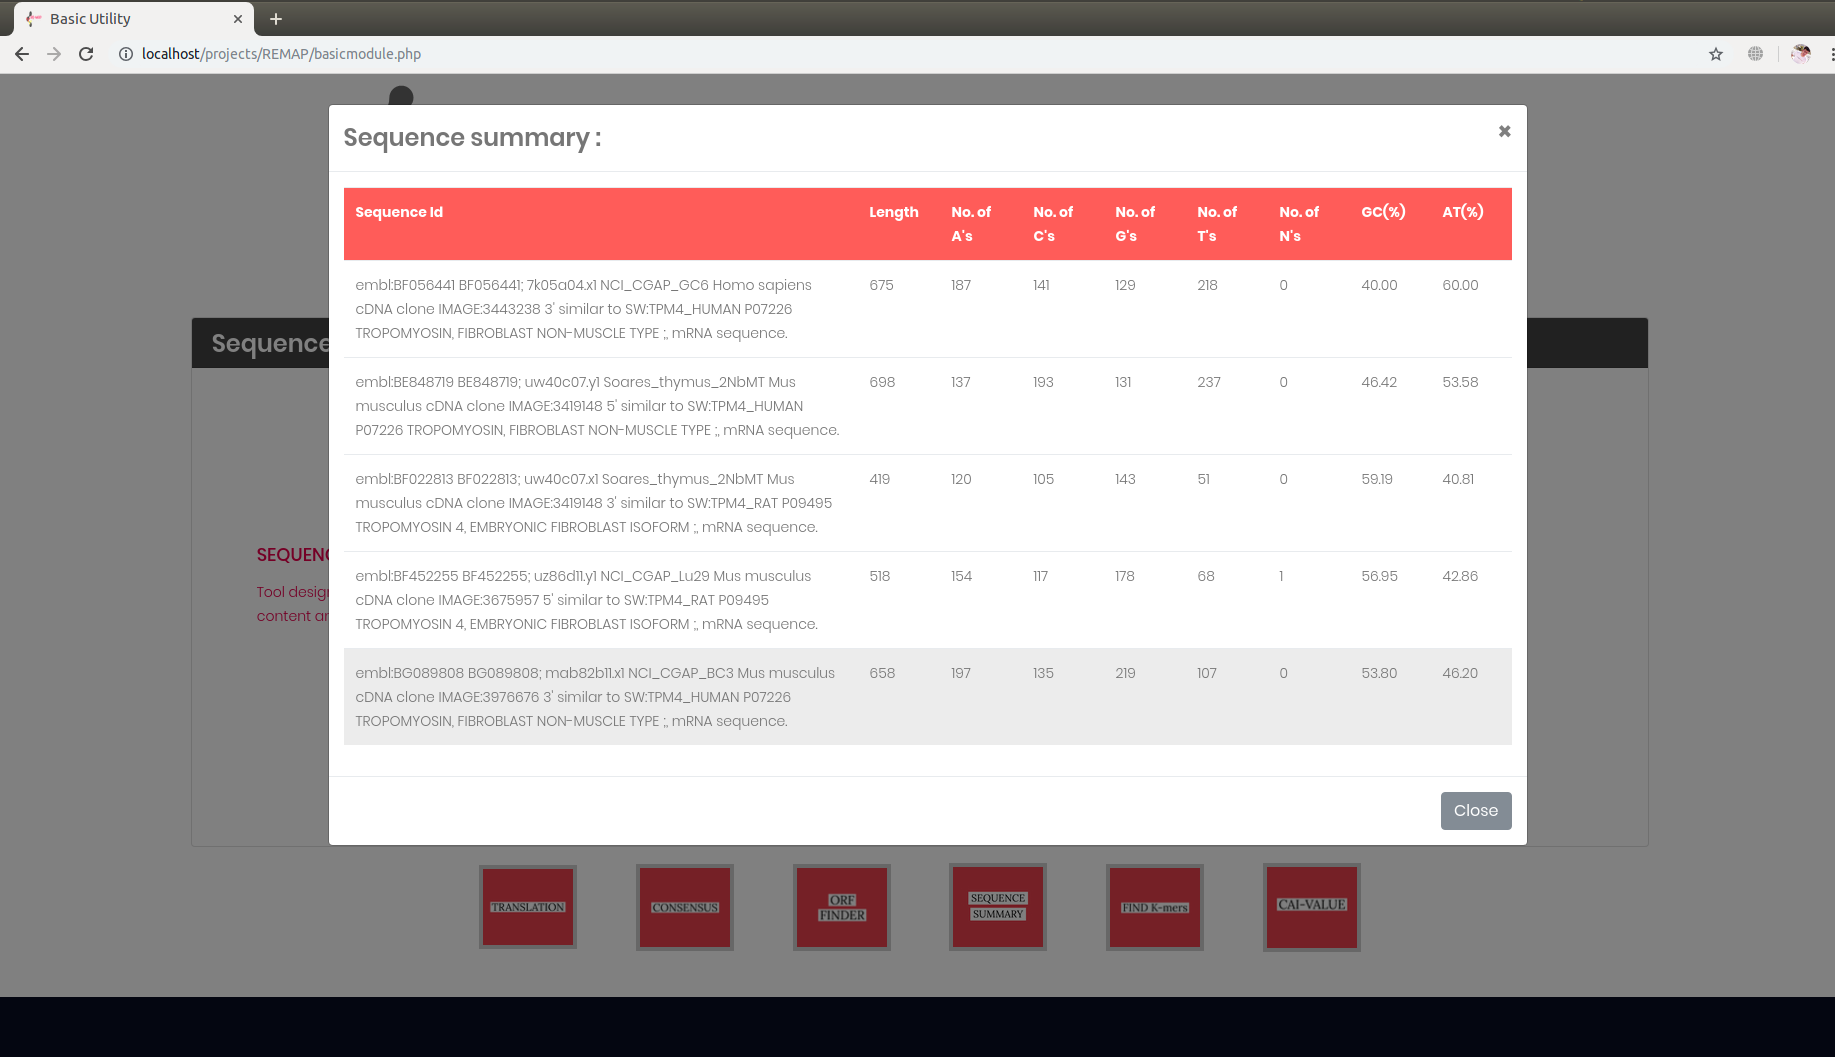 Basic Utility
localhost/projects/REMAP/basicmodule.php
Sequence summary :
Sequence Id Length No. of A's No. of C's No. of G's No. of T's No. of N's GC(%) AT(%)
embl:BF056441 BF056441; 7k05a04.x1 NCI_CGAP_GC6 Homo sapiens 675 187 141 129 218 0 40.00 60.00
cDNA clone IMAGE:3443238 3' similar to SW:TPM4_HUMAN P07226
TROPOMYOSIN, FIBROBLAST NON-MUSCLE TYPE ;, mRNA sequence.
embl:BE848719 BE848719; uw40c07.y1 Soares_thymus_2NbMT Mus 698 137 193 131 237 0 46.42 53.58
musculus cDNA clone IMAGE:3419148 5' similar to SW:TPM4_HUMAN
P07226 TROPOMYOSIN, FIBROBLAST NON-MUSCLE TYPE ;, mRNA sequence.
embl:BF022813 BF022813; uw40c07.x1 Soares_thymus_2NbMT Mus 419 120 105 143 51 0 59.19 40.81
musculus cDNA clone IMAGE:3419148 3' similar to SW:TPM4_RAT P09495
TROPOMYOSIN 4, EMBRYONIC FIBROBLAST ISOFORM ;, mRNA sequence.
embl:BF452255 BF452255; uz86d11.y1 NCI_CGAP_Lu29 Mus musculus 518 154 117 178 68 1 56.95 42.86
cDNA clone IMAGE:3675957 5' similar to SW:TPM4_RAT P09495
TROPOMYOSIN 4, EMBRYONIC FIBROBLAST ISOFORM ;, mRNA sequence.
embl:BG089808 BG089808; mab82b11.x1 NCI_CGAP_BC3 Mus musculus 658 197 135 219 107 0 53.80 46.20
cDNA clone IMAGE:3976676 3' similar to SW:TPM4_HUMAN P07226
TROPOMYOSIN, FIBROBLAST NON-MUSCLE TYPE ;, mRNA sequence.
Close
Sequence
SEQUENC
Tool desig
content ar
TRANSLATION
CONSENSUS
ORF
FINDER
SEQUENCE
SUMMARY
FIND K-mers
CAI-VALUE